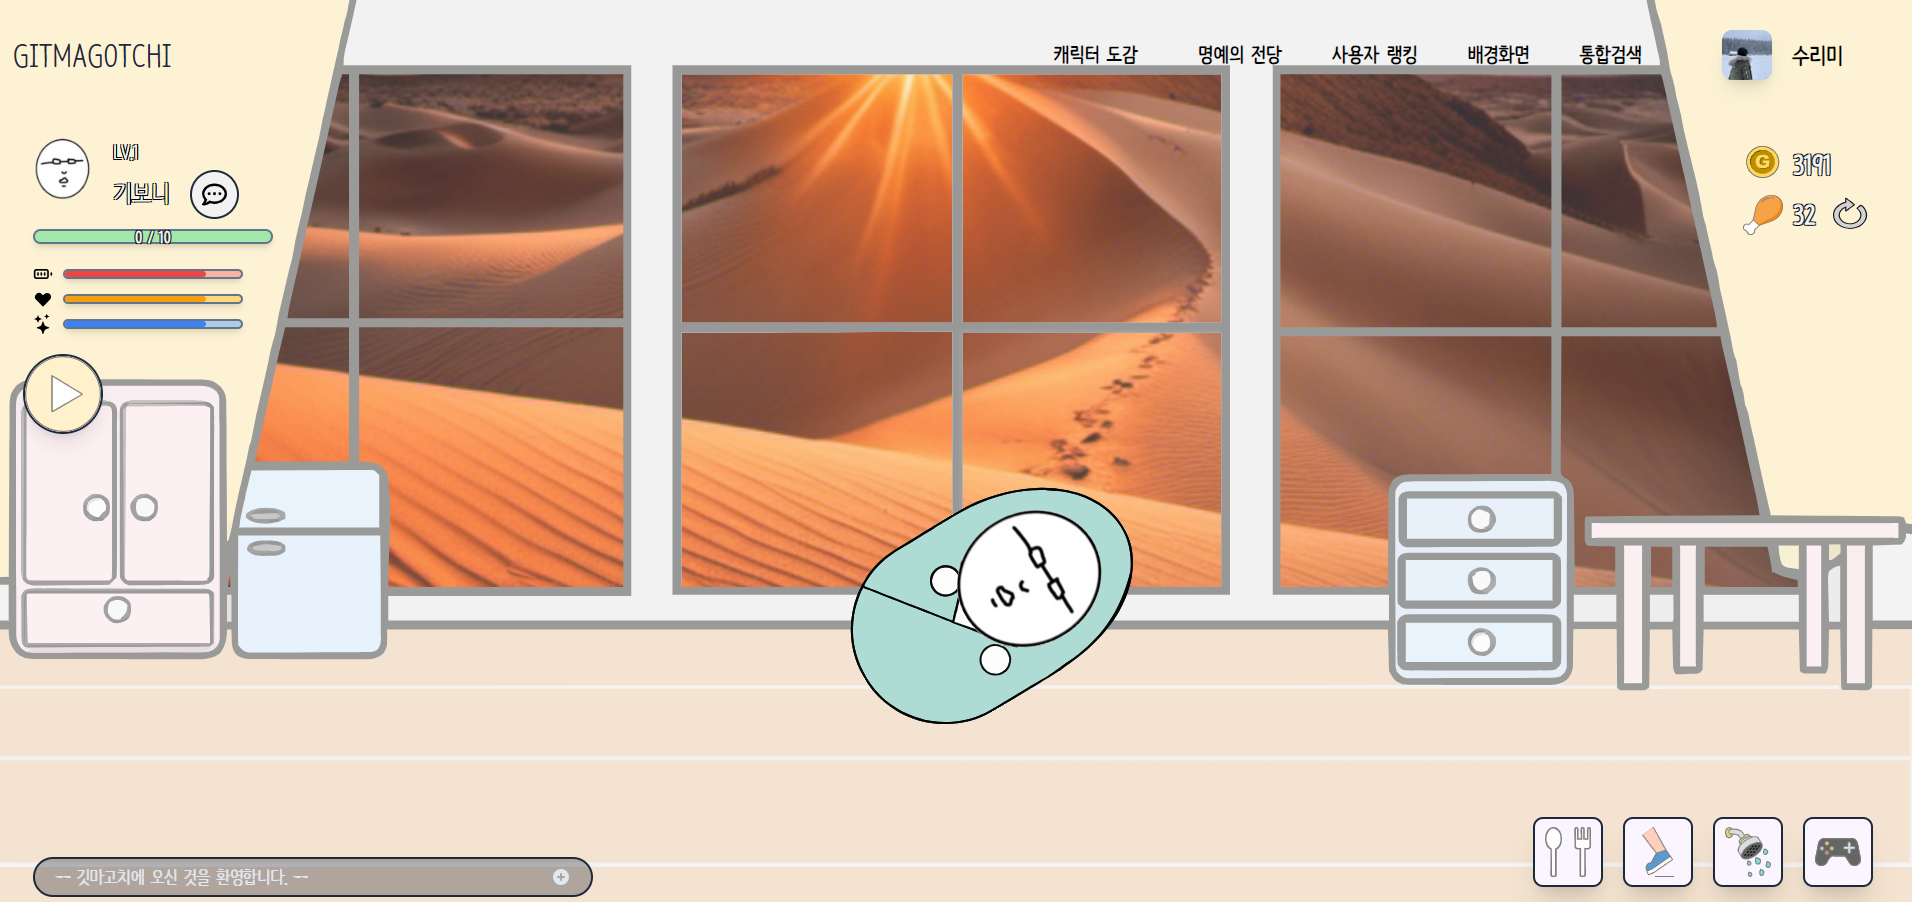 GITMAGOTCHI
캐릭터 도감
명예의 전당
사용자 랭킹
배경화면
통합검색
수리미
LV.1
기보니
0 / 10
G
3191
32
~~ 깃마고치에 오신 것을 환영합니다. ~~